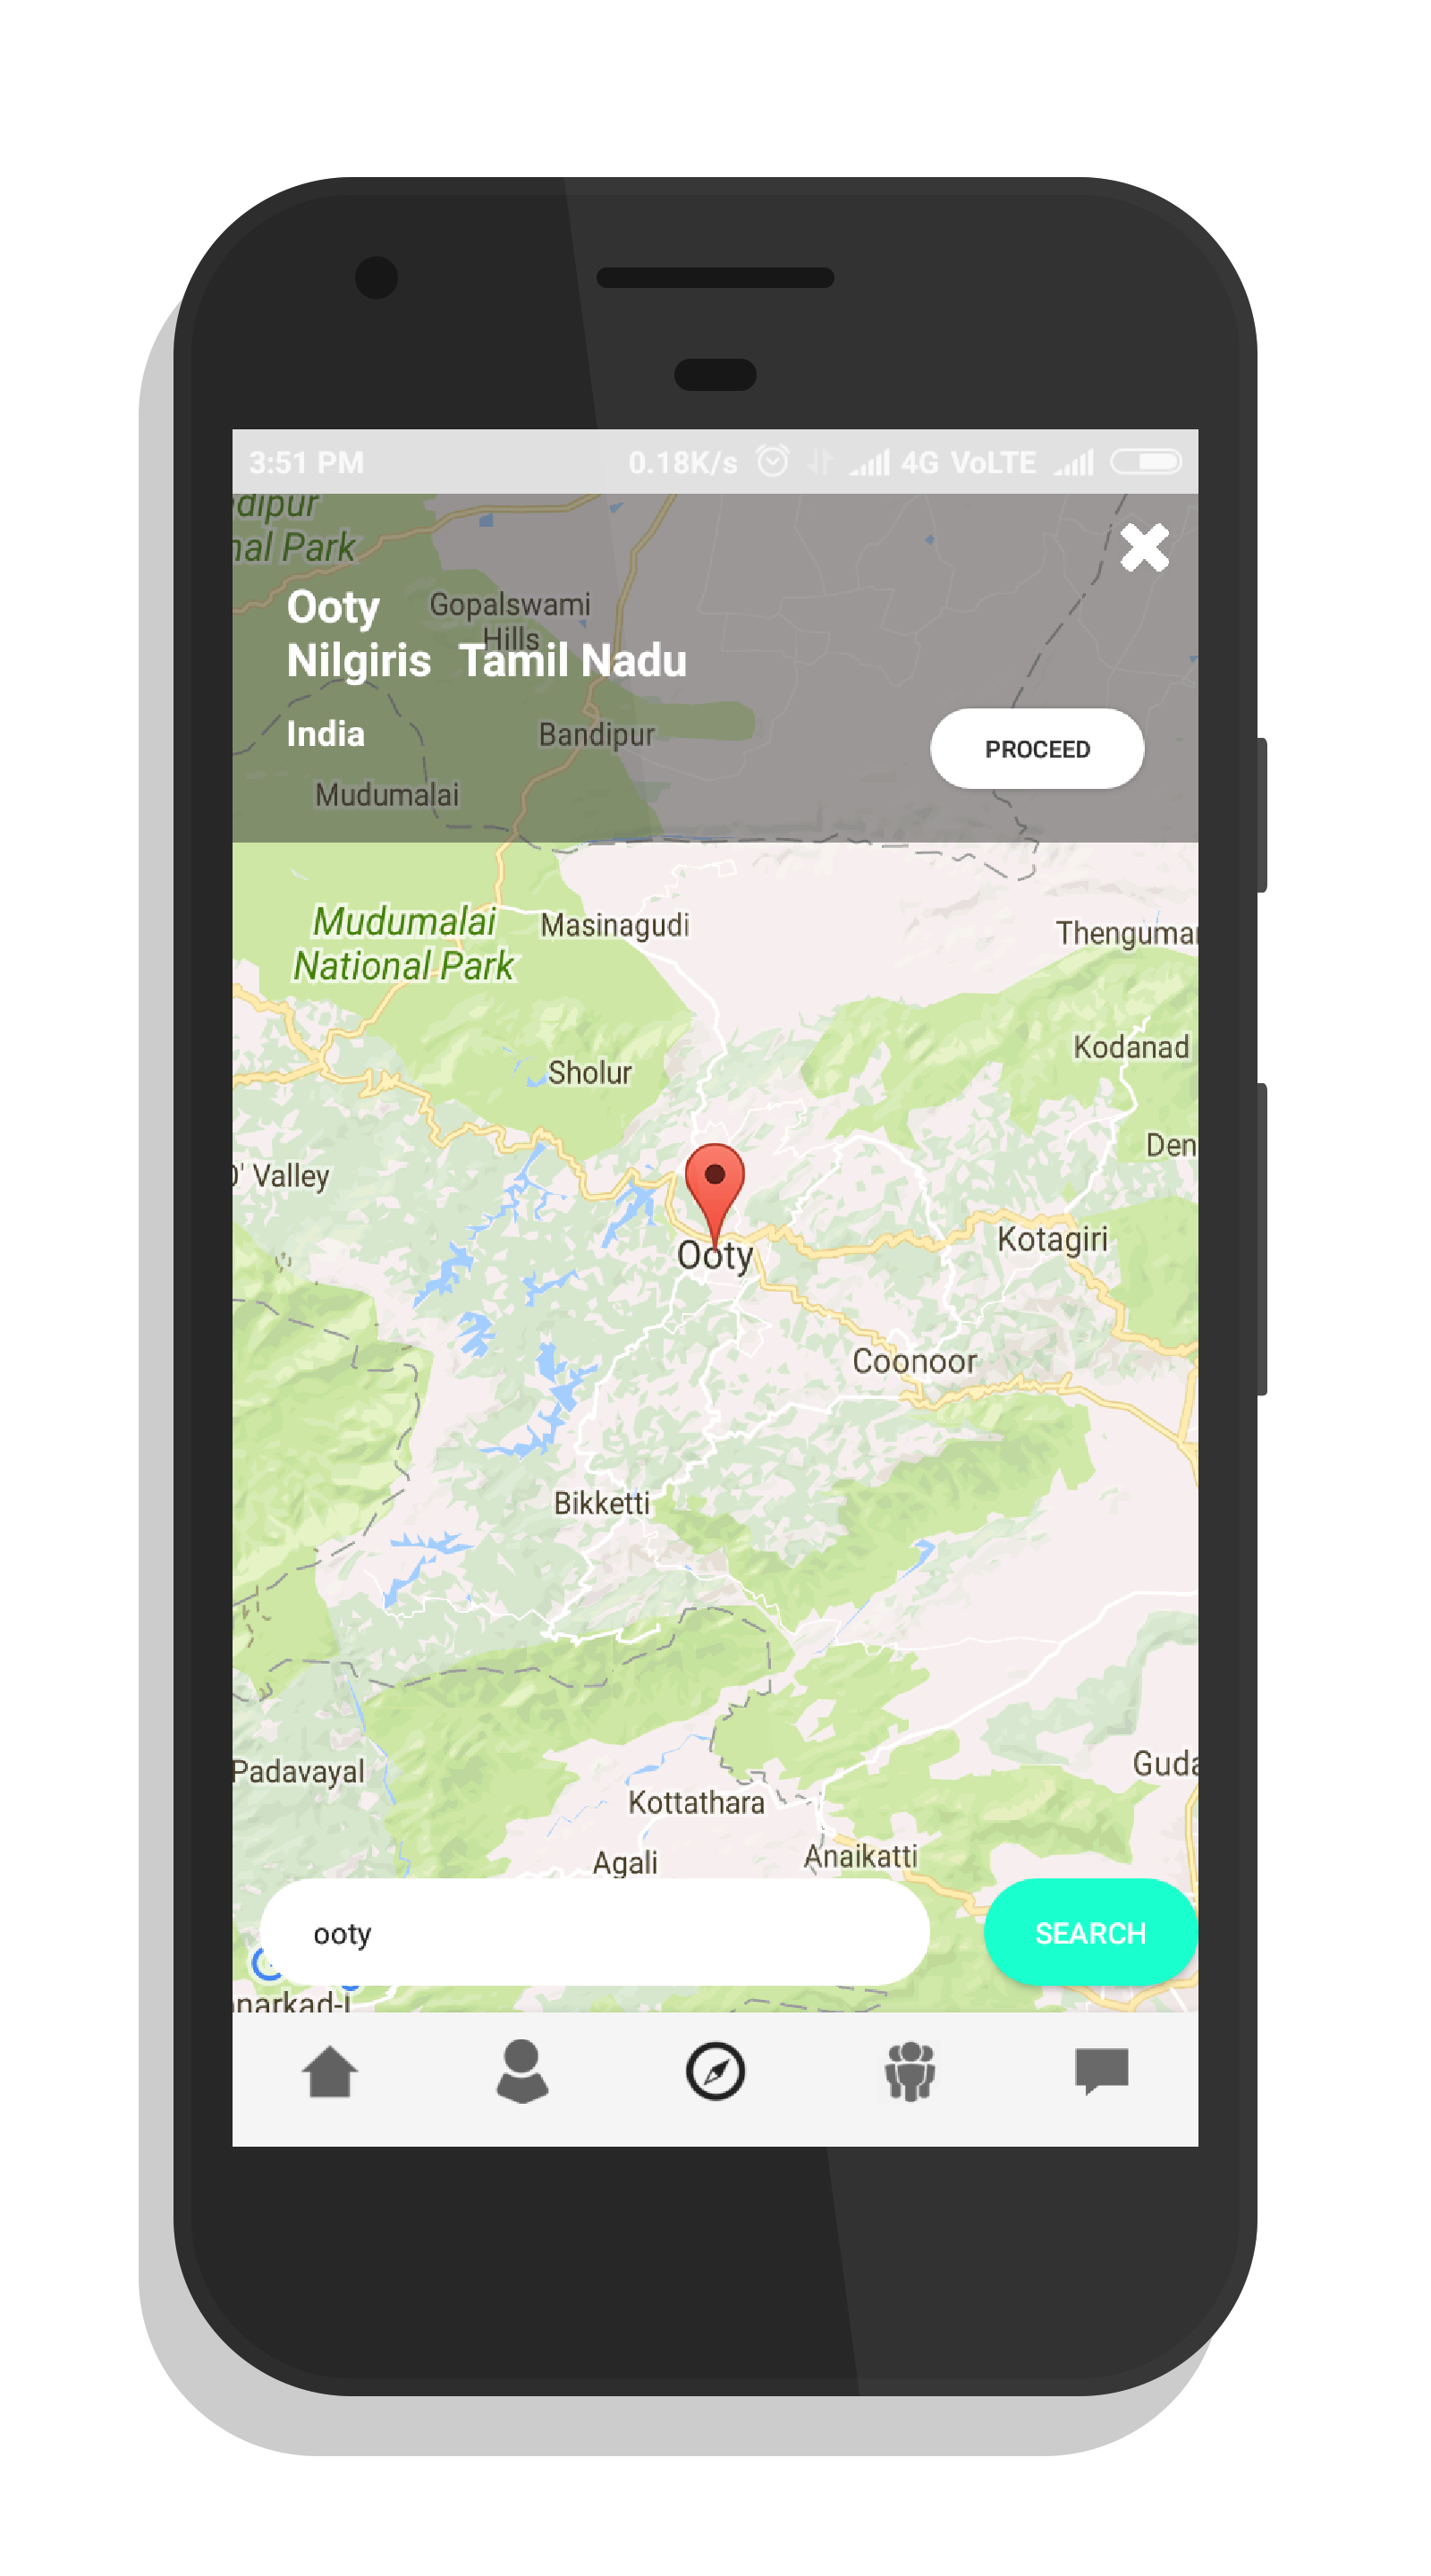 3:51 PM 0.18K/s 4G VoLTE
dipur
nal Park
Ooty
Gopalswami
Hills
Nilgiris Tamil Nadu
India
Bandipur
PROCEED
Mudumalai
Mudumalai
National Park
Masinagudi
Thengumar
Sholur
Kodanad
Den
O' Valley
Ooty
Kotagiri
Coonoor
Bikketti
Padavayal
Guda
Kottathara
Agali
Anaikatti
ooty
SEARCH
narkad-I